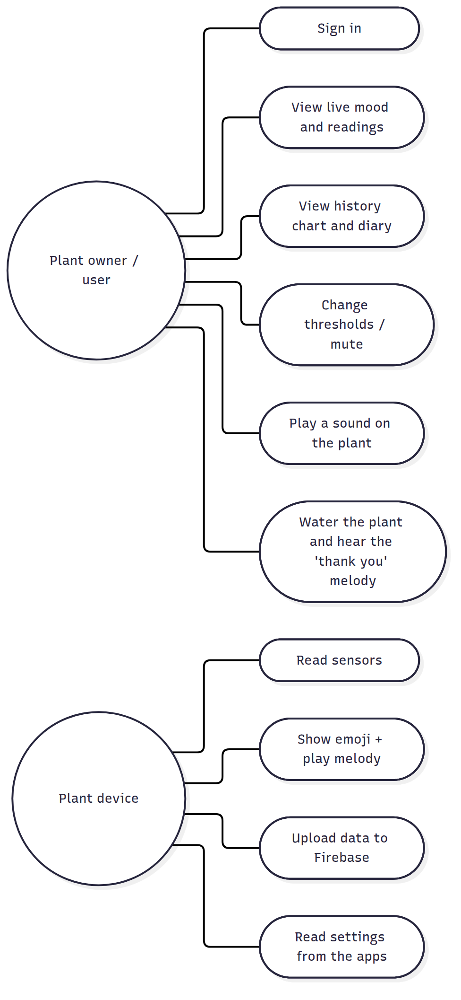 Sign in
View live mood
and readings
View history
chart and diary
Plant owner /
user
Change
thresholds /
mute
Play a sound on
the plant
Water the plant
and hear the
'thank you'
melody
Read sensors
Show emoji +
play melody
Plant device
Upload data to
Firebase
Read settings
from the apps